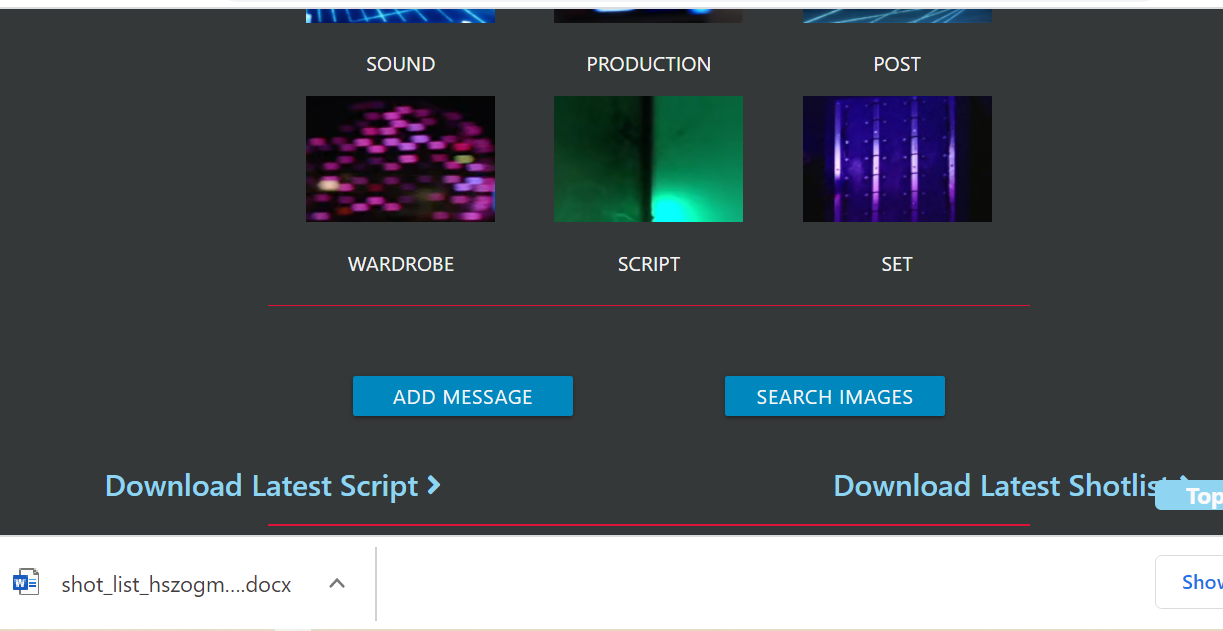 SOUND PRODUCTION POST
WARDROBE SCRIPT SET
ADD MESSAGE SEARCH IMAGES
Download Latest Script Download Latest Shotlist
Top
shot_list_hszogm....docx
Show